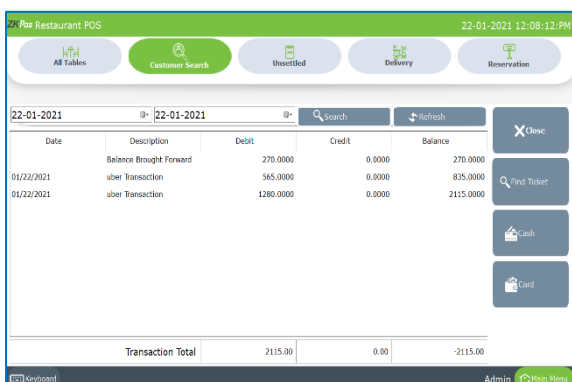 ZKPos Restaurant POS 22-01-2021 12:08:12:PM
All Tables Customer Search Unsettled Delivery Reservation
22-01-2021 22-01-2021 Search Refresh
XClose
Date Description Debit Credit Balance
Balance Brought Forward 270.0000 0.0000 270.0000
01/22/2021 uber Transaction 565.0000 0.0000 835.0000
Find Ticket
01/22/2021 uber Transaction 1280.0000 0.0000 2115.0000
Cash
Card
Transaction Total 2115.00 0.00 -2115.00
Keyboard Admin Main Menu